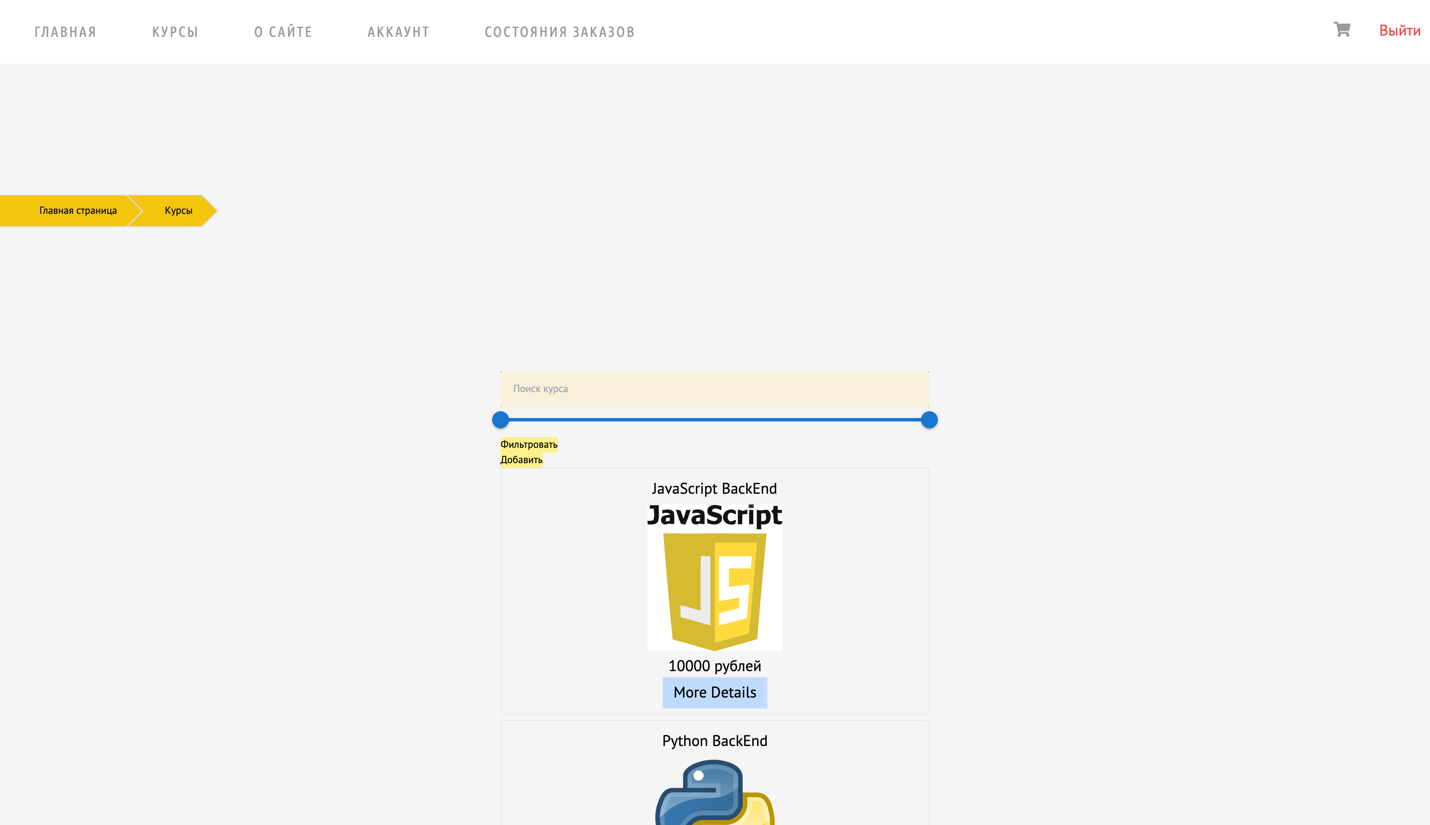 ГЛАВНАЯ КУРСЫ О САЙТЕ АККАУНТ СОСТОЯНИЯ ЗАКАЗОВ Выйти
Главная страница Курсы
Поиск курса
Фильтровать
Добавить
JavaScript BackEnd
JavaScript
JS
10000 рублей
More Details
Python BackEnd